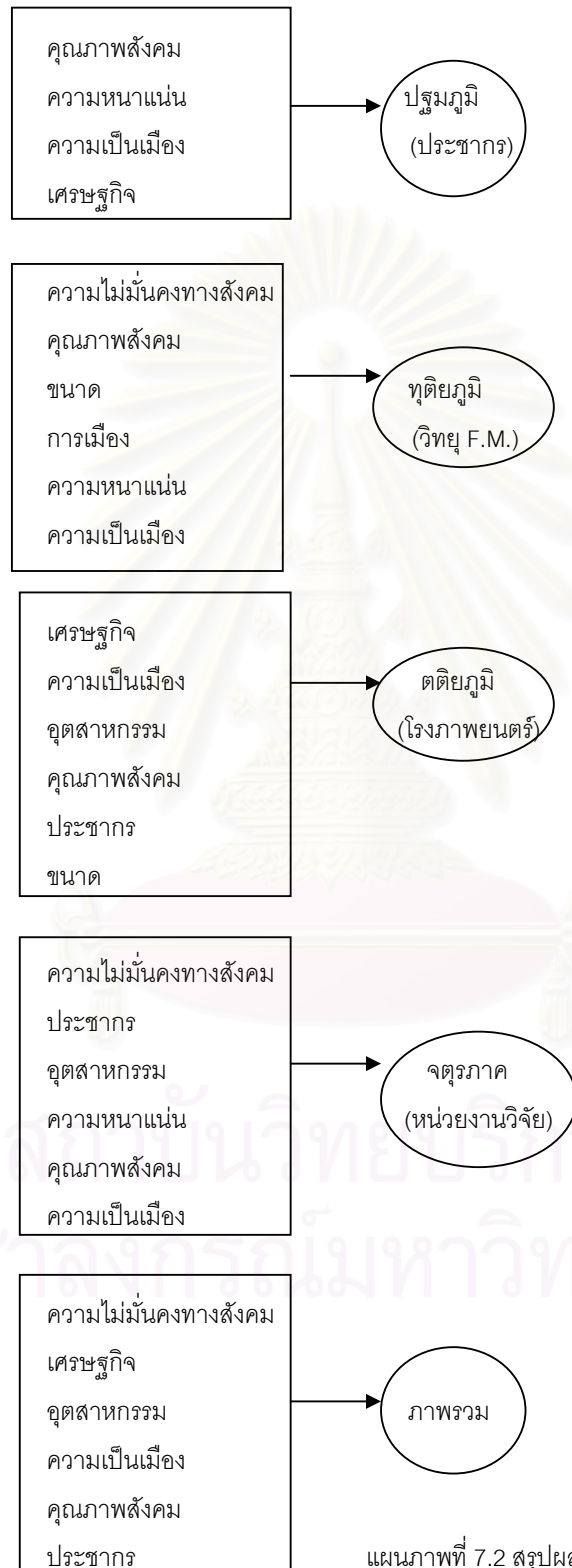 คุณภาพสังคม
ความหนาแน่น
ความเป็นเมือง
เศรษฐกิจ
ปฐมภูมิ
(ประชากร)
ความไม่มั่นคงทางสังคม
คุณภาพสังคม
ขนาด
การเมือง
ความหนาแน่น
ความเป็นเมือง
ทุติยภูมิ
(วิทยุ F.M.)
เศรษฐกิจ
ความเป็นเมือง
อุตสาหกรรม
คุณภาพสังคม
ประชากร
ขนาด
ตติยภูมิ
(โรงภาพยนตร์)
ความไม่มั่นคงทางสังคม
ประชากร
อุตสาหกรรม
ความหนาแน่น
คุณภาพสังคม
ความเป็นเมือง
จตุรภาค
(หน่วยงานวิจัย)
ความไม่มั่นคงทางสังคม
เศรษฐกิจ
อุตสาหกรรม
ความเป็นเมือง
คุณภาพสังคม
ประชากร
ภาพรวม
แผนภาพที่ 7.2 สรุปผล